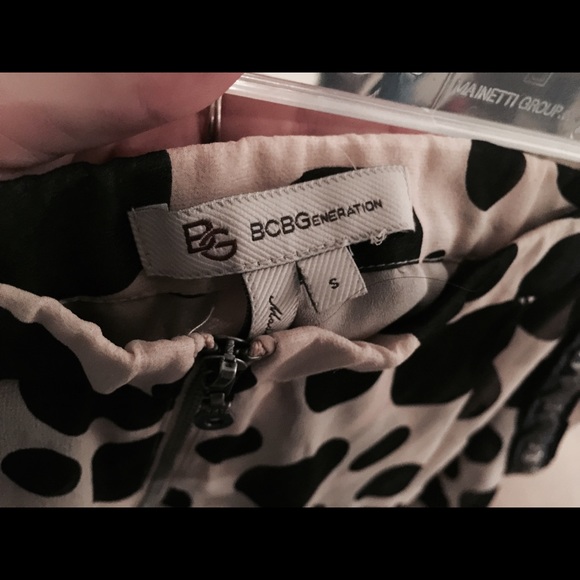 MAINETTI GROUP
BG BCBGENERATION
S